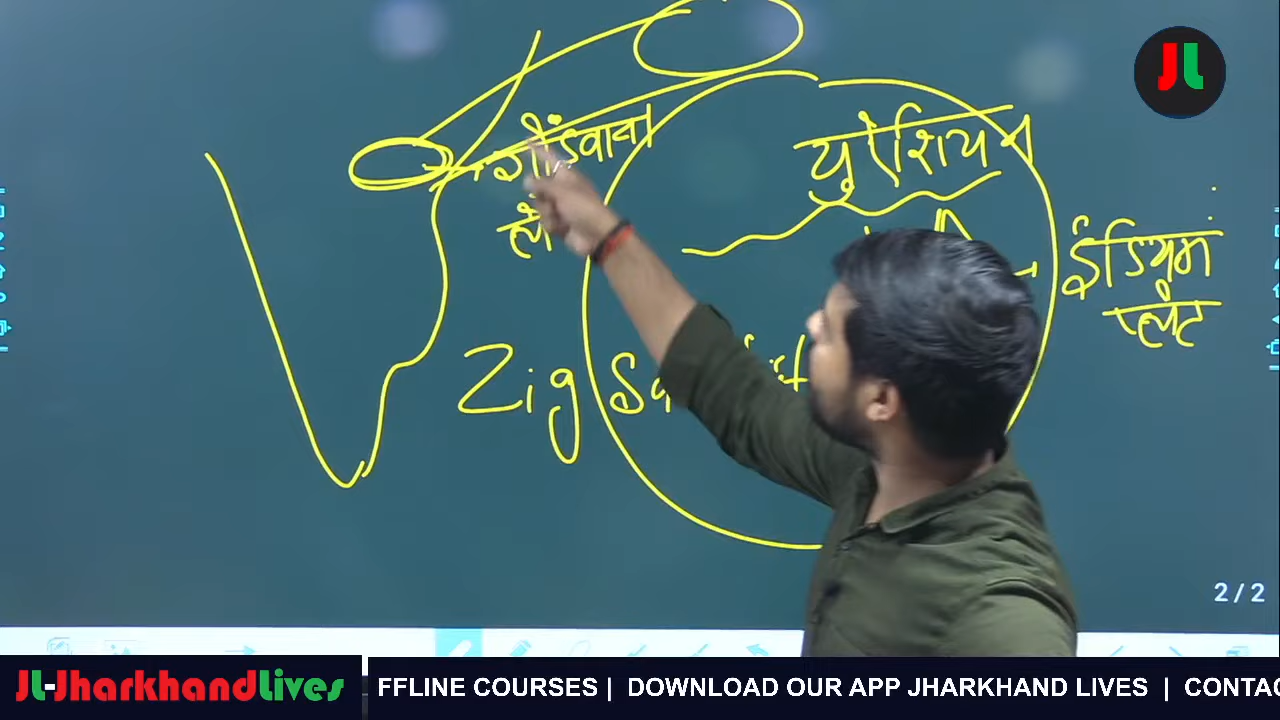 JL
गोंडवाना
यूरेशियन
इंडियन
प्लेट
Zig
2/2
JL-JharkhandLives
FFLINE COURSES | DOWNLOAD OUR APP JHARKHAND LIVES | CONTAC